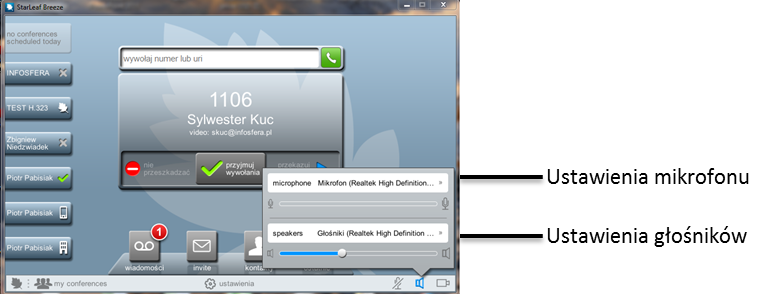 StarLeaf Breeze
no conferences
scheduled today
INFOSFERA
TEST H.323
Zbigniew
Niedzwiadek
Piotr Pabisiak
Piotr Pabisiak
Piotr Pabisiak
wywołaj numer lub uri
1106
Sylwester Kuc
video: skuc@infosfera.pl
nie
przeszkadzać
przyjmuj
wywołania
przekazuj
microphone Mikrofon (Realtek High Definition...
speakers Głośniki (Realtek High Definition ...
1
wiadomości
invite
kontakty
my conferences
ustawienia
Ustawienia mikrofonu
Ustawienia głośników